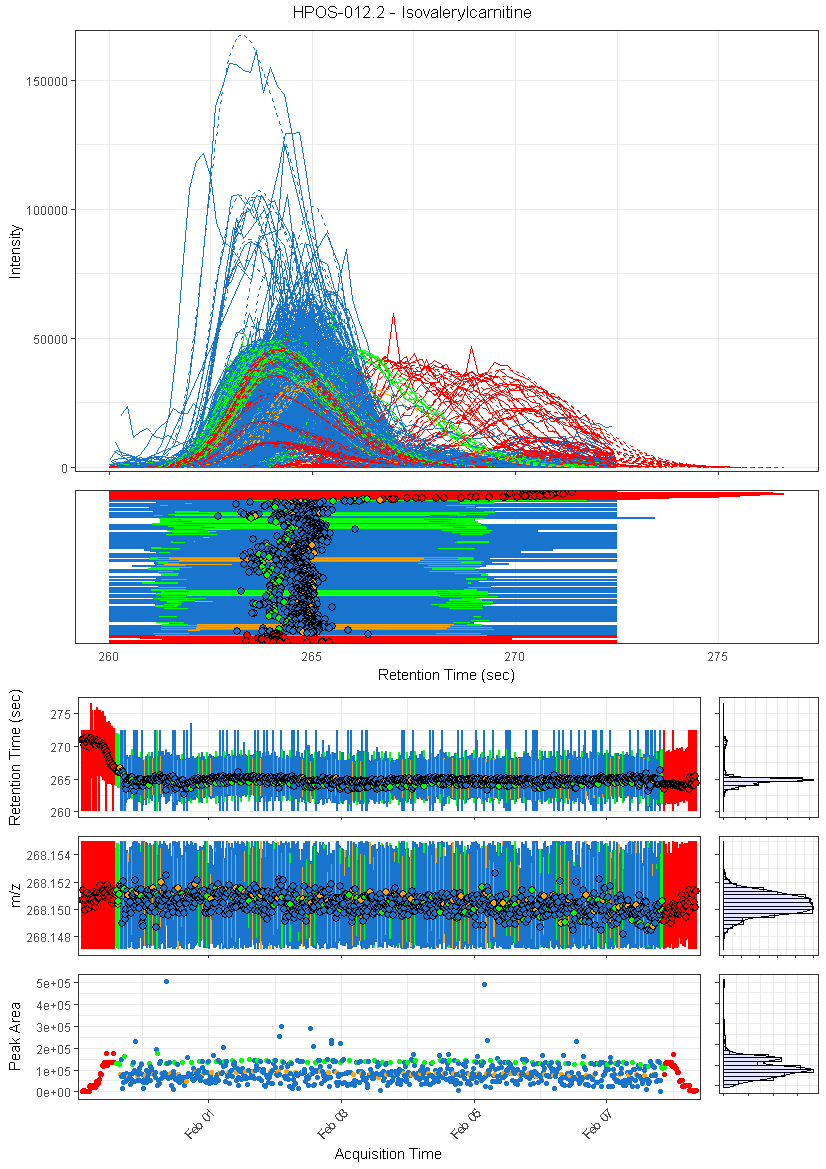 HPOS-012.2 - Isovalerylcarnitine
150000
100000
50000
0
Intensity
260 265 270 275
Retention Time (sec)
275
270
265
260
Retention Time (sec)
268.154
268.152
268.150
268.148
m/z
5e+05
4e+05
3e+05
2e+05
1e+05
0e+00
Peak Area
Feb 01 Feb 03 Feb 05 Feb 07
Acquisition Time